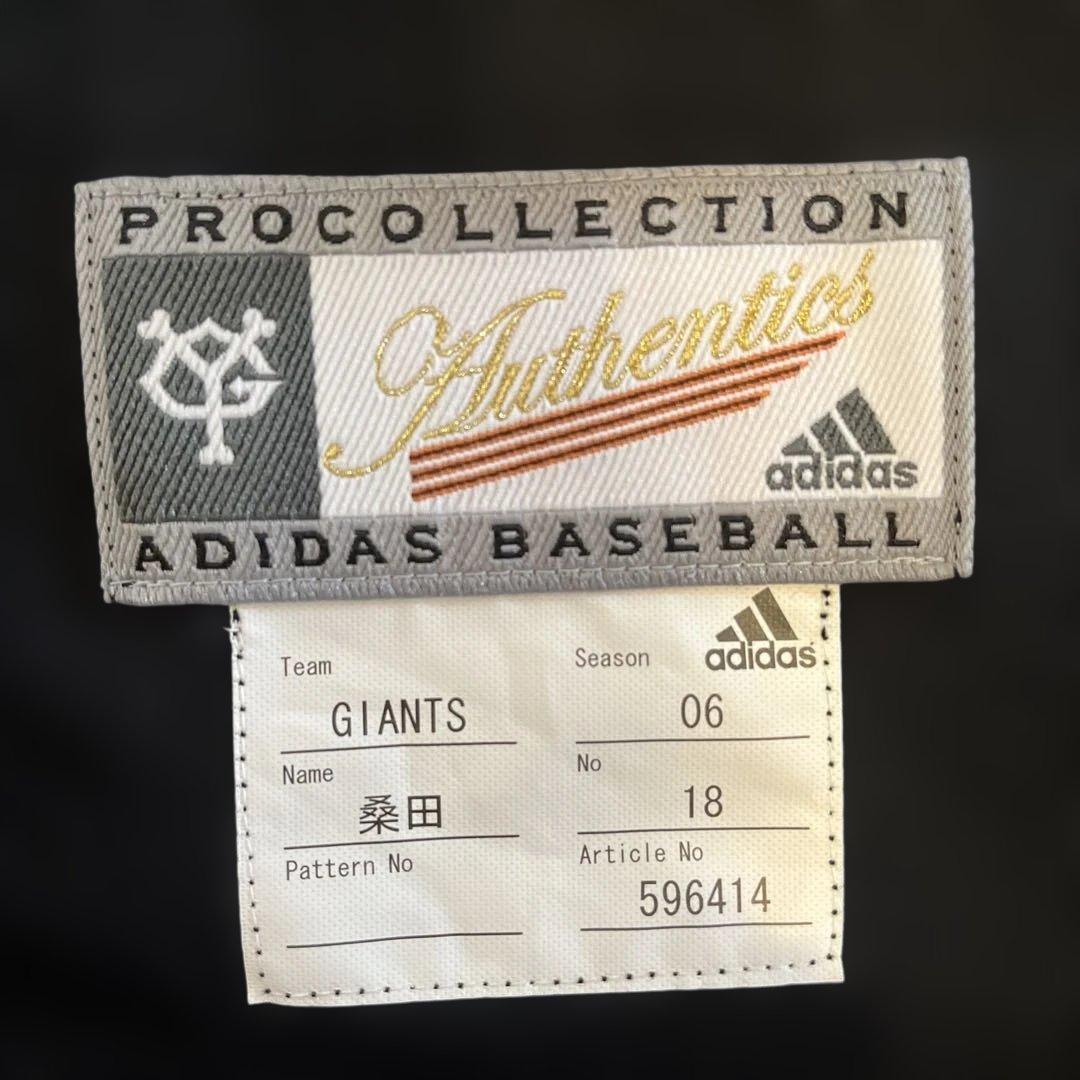 PROCOLLECTION
Authentics
adidas
ADIDAS BASEBALL
adidas
Team
GIANTS
Season
06
Name
桑田
No
18
Pattern No
Article No
596414